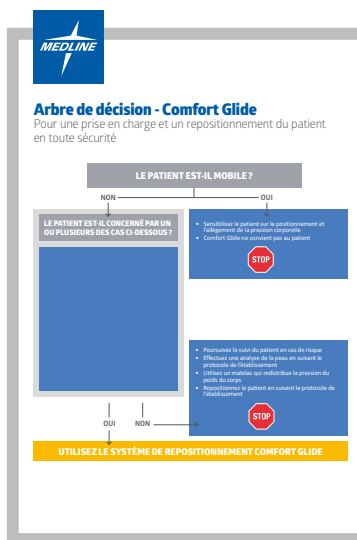 MEDLINE
Arbre de décision - Comfort Glide
Pour une prise en charge et un repositionnement du patient
en toute sécurité
LE PATIENT EST-IL MOBILE ?
NON
OUI
LE PATIENT EST-IL CONCERNÉ PAR UN
OU PLUSIEURS DES CAS CI-DESSOUS ?
• Sensibilisez le patient sur le positionnement et
l'allégement de la pression corporelle
• Comfort Glide ne convient pas au patient
STOP
• Poursuivez le suivi du patient en cas de risque
• Effectuez une analyse de la peau en suivant le
protocole de l'établissement
• Utilisez un matelas qui redistribue la pression du
poids du corps
• Repositionnez le patient en suivant le protocole de
l'établissement
STOP
OUI
NON
UTILISEZ LE SYSTÈME DE REPOSITIONNEMENT COMFORT GLIDE